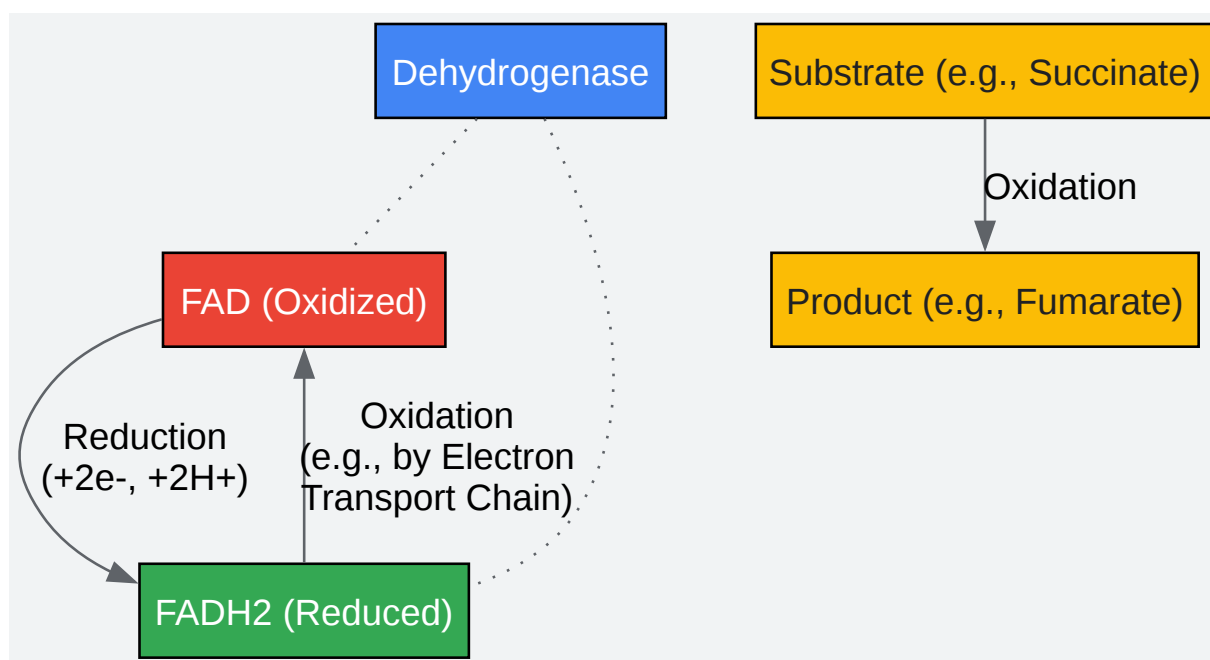 Dehydrogenase
Substrate (e.g., Succinate)
Oxidation
FAD (Oxidized)
Product (e.g., Fumarate)
Reduction
(+2e-, +2H+)
Oxidation
(e.g., by Electron
Transport Chain)
FADH2 (Reduced)